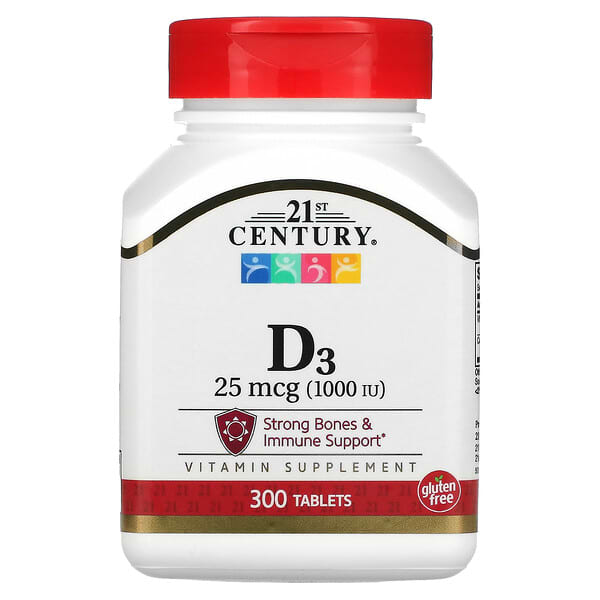 21ST
CENTURY®
D3
25 mcg (1000 IU)
Strong Bones &
Immune Support*
VITAMIN SUPPLEMENT
300 TABLETS
gluten
free